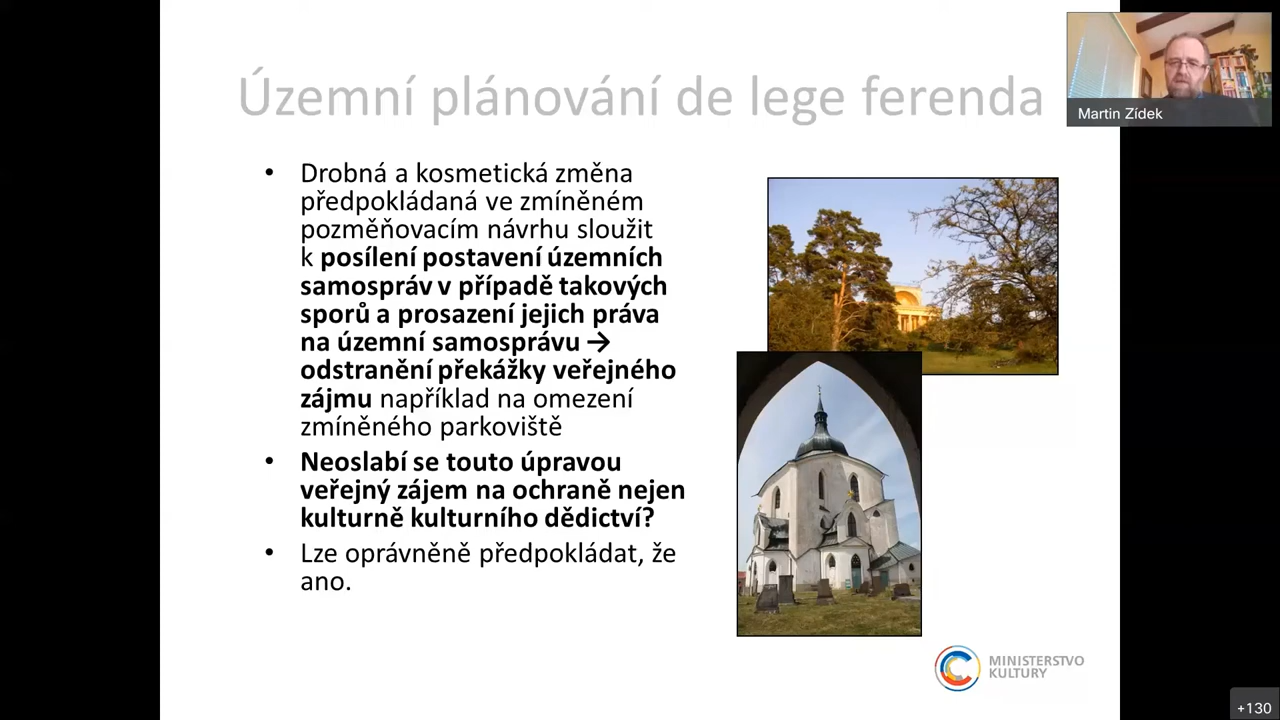 Územní plánování de lege ferenda
Martin Zídek
• Drobná a kosmetická změna
předpokládaná ve zmíněném
pozměňovacím návrhu sloužit
k posílení postavení územních
samospráv v případě takových
sporů a prosazení jejich práva
na územní samosprávu →
odstranění překážky veřejného
zájmu například na omezení
zmíněného parkoviště
• Neoslabí se touto úpravou
veřejný zájem na ochraně nejen
kulturně kulturního dědictví?
• Lze oprávněně předpokládat, že
ano.
MINISTERSTVO
KULTURY
+130